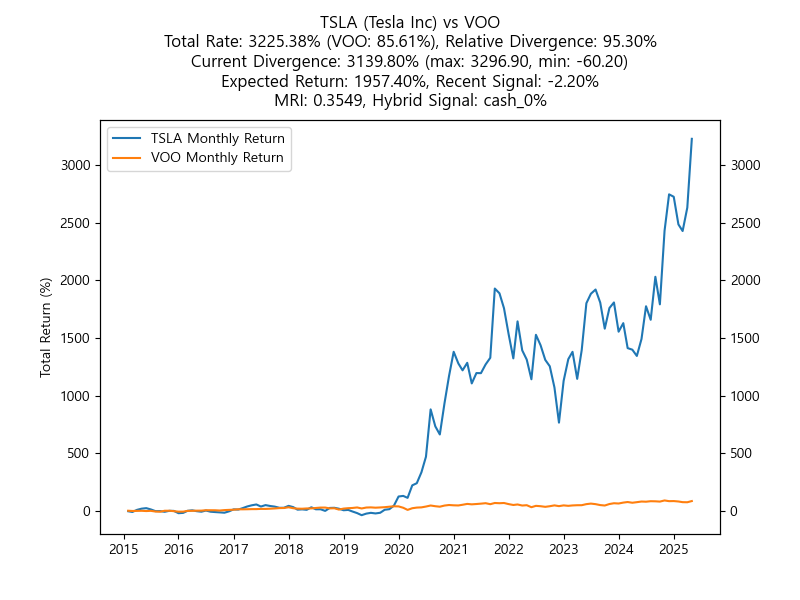 TSLA (Tesla Inc) vs VOO
Total Rate: 3225.38% (VOO: 85.61%), Relative Divergence: 95.30%
Current Divergence: 3139.80% (max: 3296.90, min: -60.20)
Expected Return: 1957.40%, Recent Signal: -2.20%
MRI: 0.3549, Hybrid Signal: cash_0%
TSLA Monthly Return
VOO Monthly Return
Total Return (%)
3000 3000
2500 2500
2000 2000
1500 1500
1000 1000
500 500
0 0
2015 2016 2017 2018 2019 2020 2021 2022 2023 2024 2025